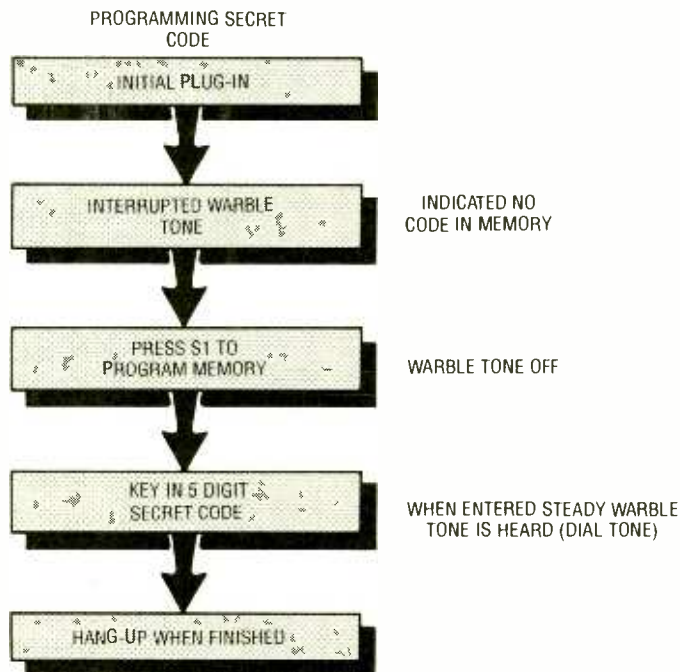 PROGRAMMING SECRET
CODE
INITIAL PLUG-IN
INTERRUPTED WARBLE
TONE
INDICATED NO
CODE IN MEMORY
PRESS S1 TO
PROGRAM MEMORY
WARBLE TONE OFF
KEY IN 5 DIGIT
SECRET CODE
WHEN ENTERED STEADY WARBLE
TONE IS HEARD (DIAL TONE)
HANG-UP WHEN FINISHED